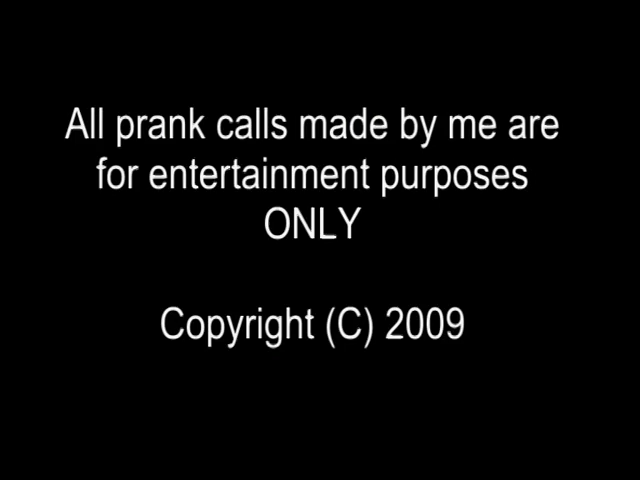 All prank calls made by me are
for entertainment purposes
ONLY
Copyright (C) 2009